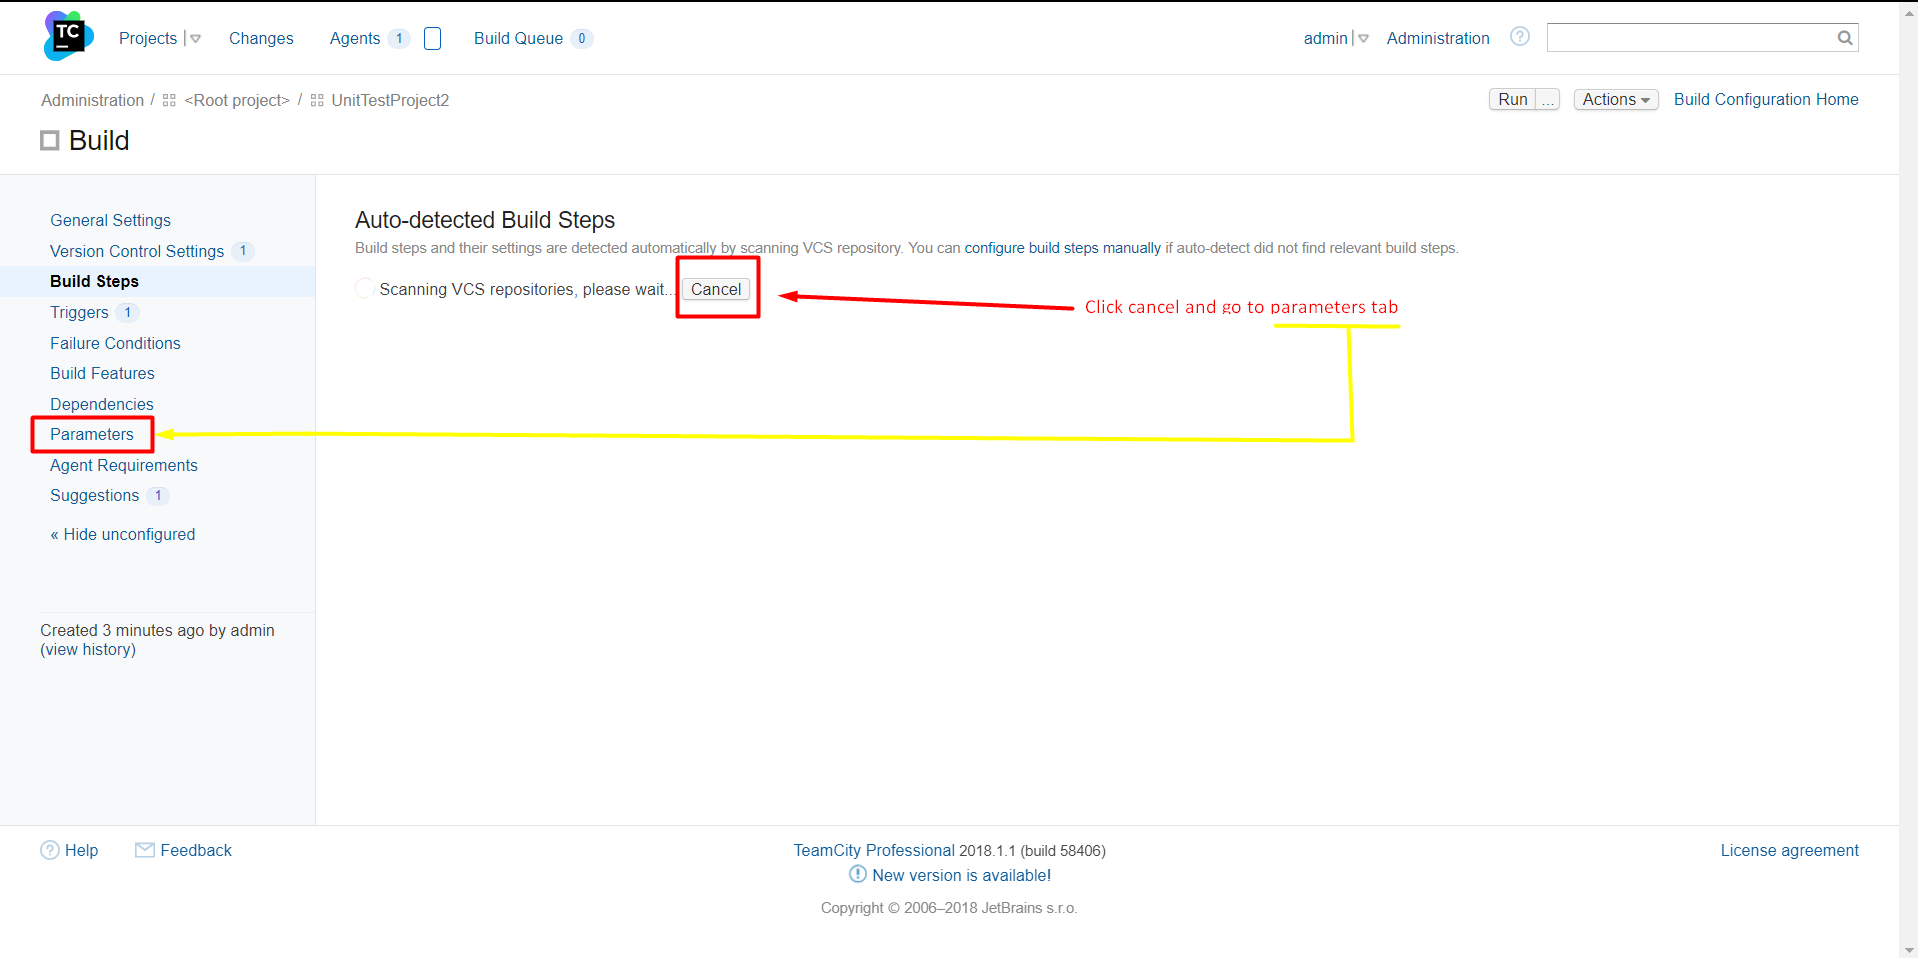 TC
Projects
Changes
Agents 1
Build Queue 0
admin
Administration
?
Administration / <Root project> / UnitTestProject2
Run ...
Actions
Build Configuration Home
Build
General Settings
Version Control Settings 1
Build Steps
Triggers 1
Failure Conditions
Build Features
Dependencies
Parameters
Agent Requirements
Suggestions 1
« Hide unconfigured
Created 3 minutes ago by admin
(view history)
Auto-detected Build Steps
Build steps and their settings are detected automatically by scanning VCS repository. You can configure build steps manually if auto-detect did not find relevant build steps.
Scanning VCS repositories, please wait... Cancel
Click cancel and go to parameters tab
? Help
Feedback
TeamCity Professional 2018.1.1 (build 58406)
New version is available!
Copyright © 2006–2018 JetBrains s.r.o.
License agreement